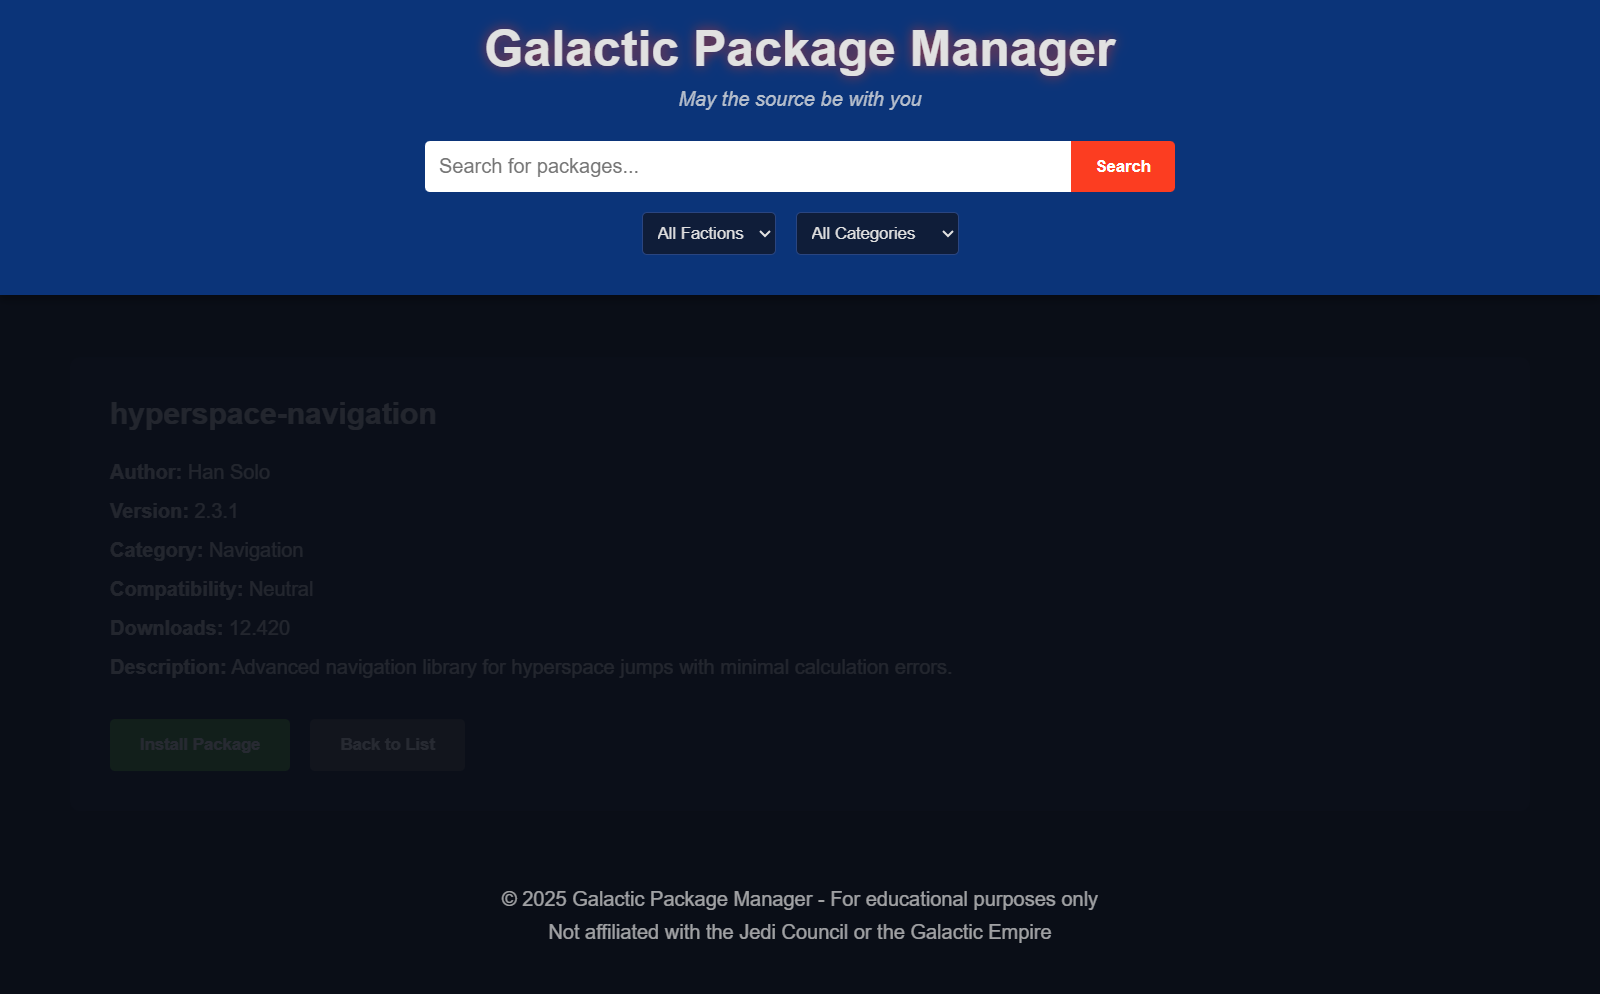 Galactic Package Manager
May the source be with you
Search for packages...
Search
All Factions
All Categories
hyperspace-navigation
Author: Han Solo
Version: 2.3.1
Category: Navigation
Compatibility: Neutral
Downloads: 12.420
Description: Advanced navigation library for hyperspace jumps with minimal calculation errors.
Install Package
Back to List
© 2025 Galactic Package Manager - For educational purposes only
Not affiliated with the Jedi Council or the Galactic Empire